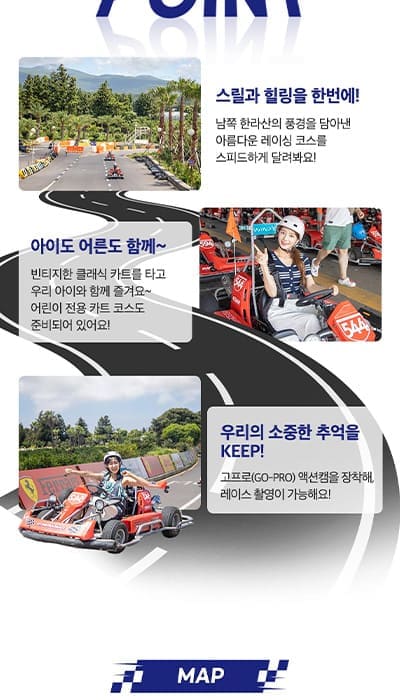 POINT
스릴과 힐링을 한번에!
남쪽 한라산의 풍경을 담아낸
아름다운 레이싱 코스를
스피드하게 달려봐요!
아이도 어른도 함께~
빈티지한 클래식 카트를 타고
우리 아이와 함께 즐겨요~
어린이 전용 카트 코스도
준비되어 있어요!
WIND
594
544
544
우리의 소중한 추억을
KEEP!
고프로(GO-PRO) 액션캠을 장착해,
레이스 촬영이 가능해요!
MAP